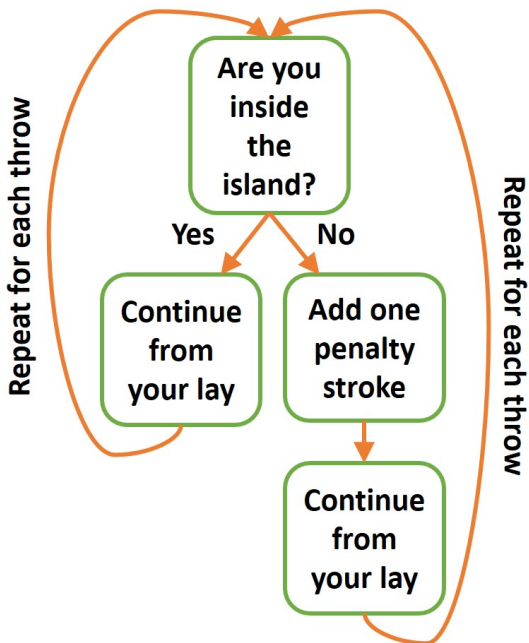 Are you
inside
the
island?
Yes
No
Continue
from
your lay
Add one
penalty
stroke
Continue
from
your lay
Repeat for each throw
Repeat for each throw